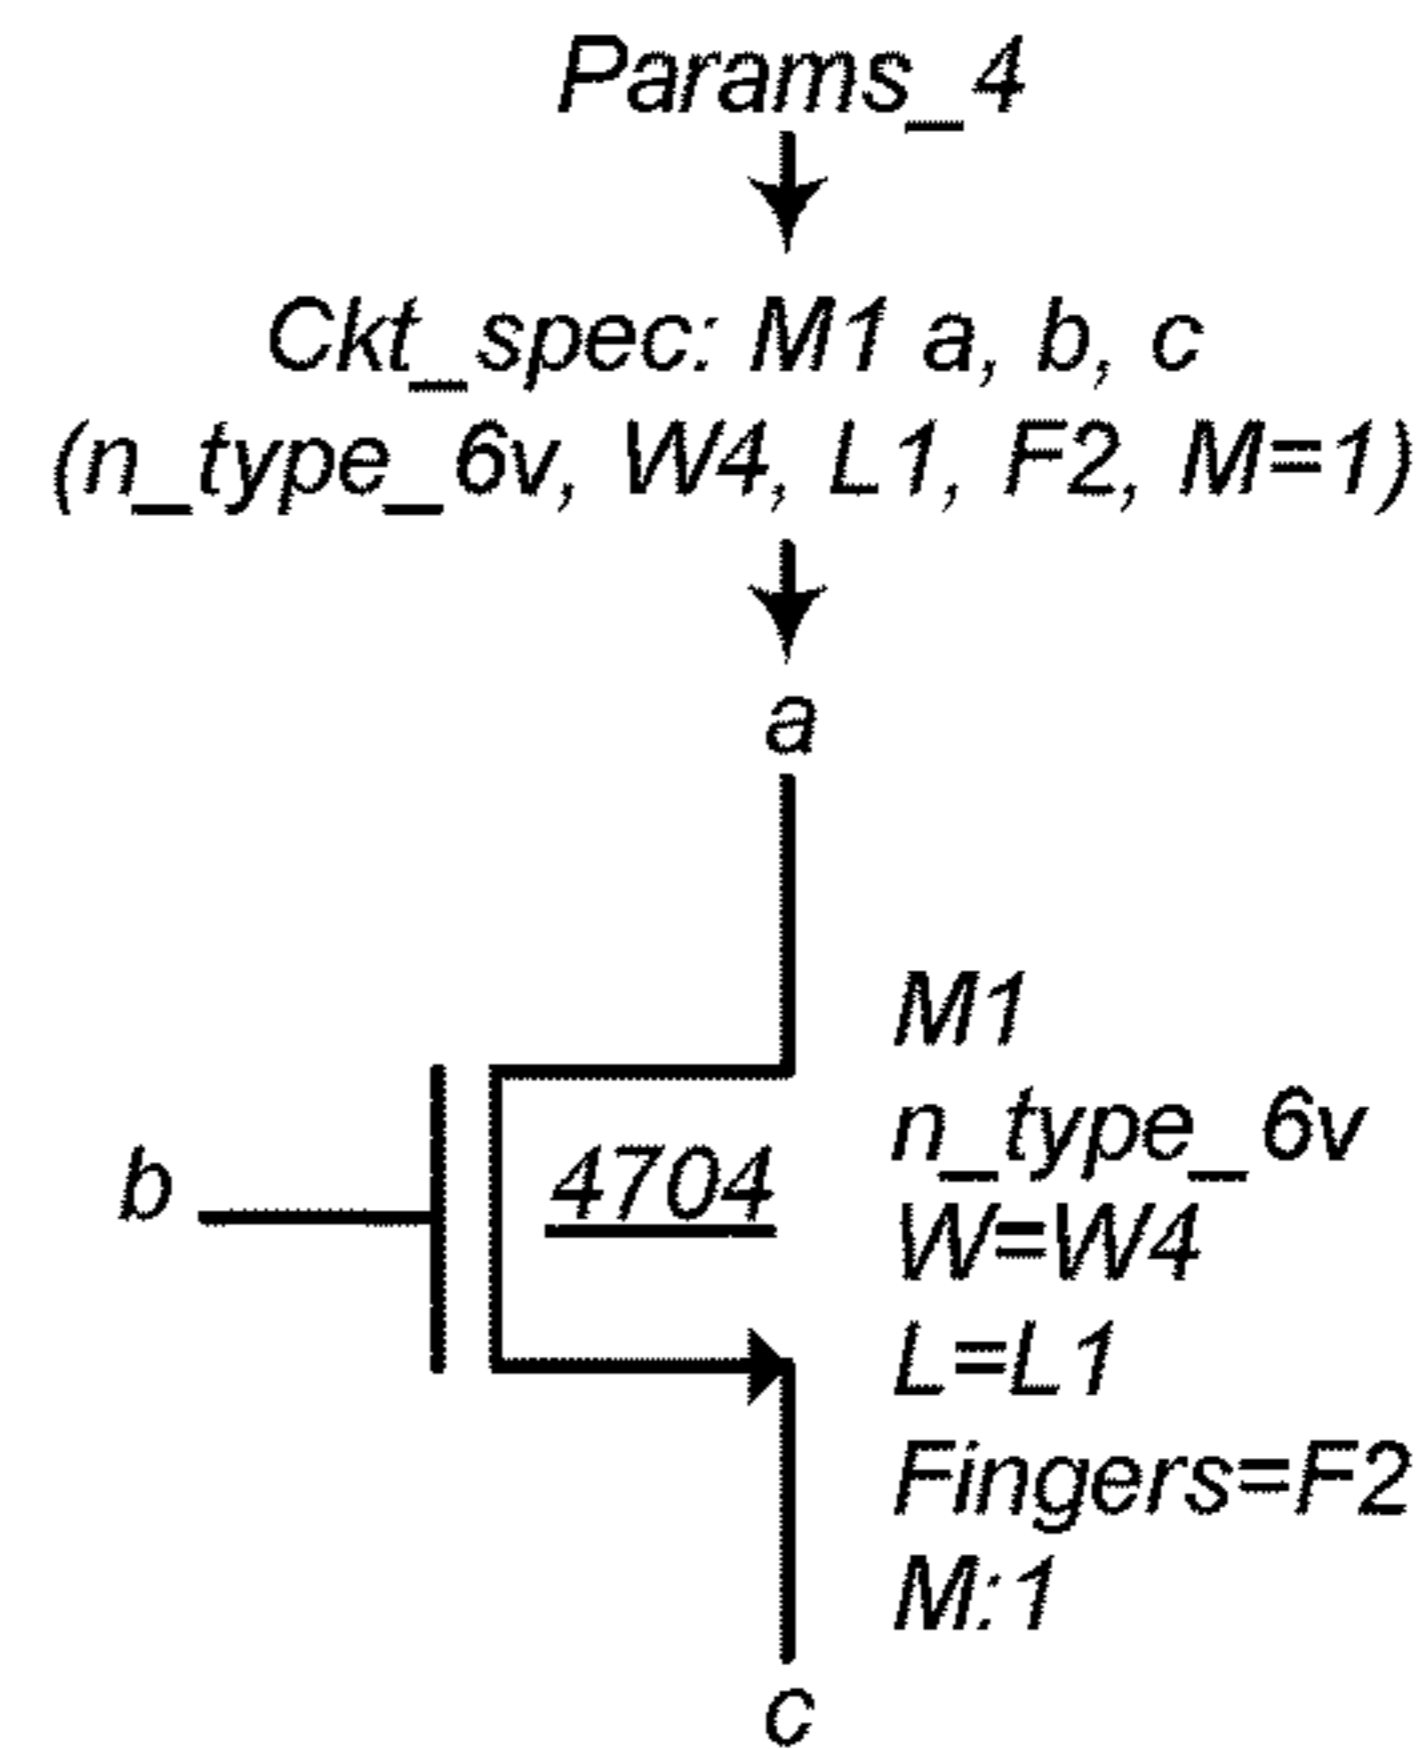 Params_4
Ckt_spec: M1 a, b, c
(n_type_6v, W4, L1, F2, M=1)
a
M1
n_type_6v
b
4704
W=W4
L=L1
Fingers=F2
M:1
c